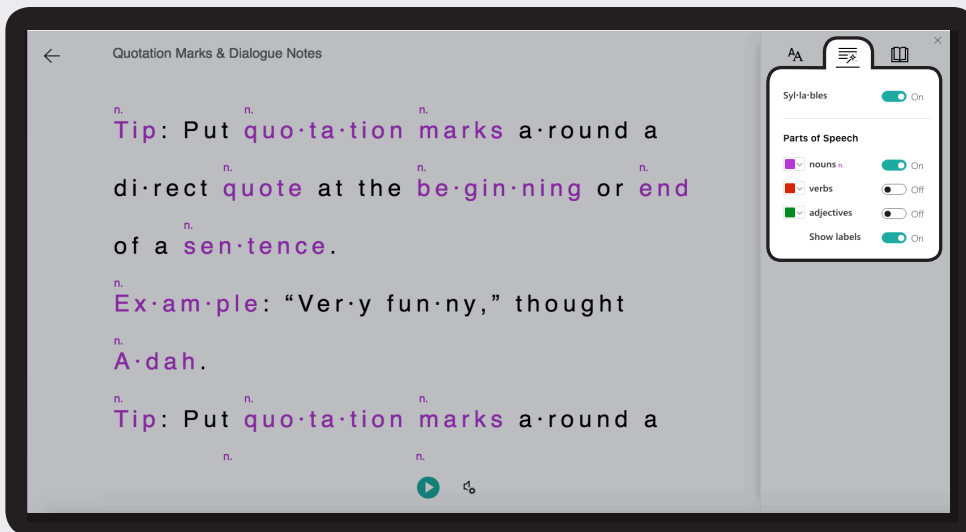 Quotation Marks & Dialogue Notes
n. n. n.
Tip: Put quo·ta·tion marks a·round a
n. n. n.
di·rect quote at the be·gin·ning or end
n.
of a sen·tence.
n.
Ex·am·ple: “Ver·y fun·ny,” thought
n.
A·dah.
n. n. n.
Tip: Put quo·ta·tion marks a·round a
n. n.
AA
Syl·la·bles On
Parts of Speech
nouns n. On
verbs Off
adjectives Off
Show labels On